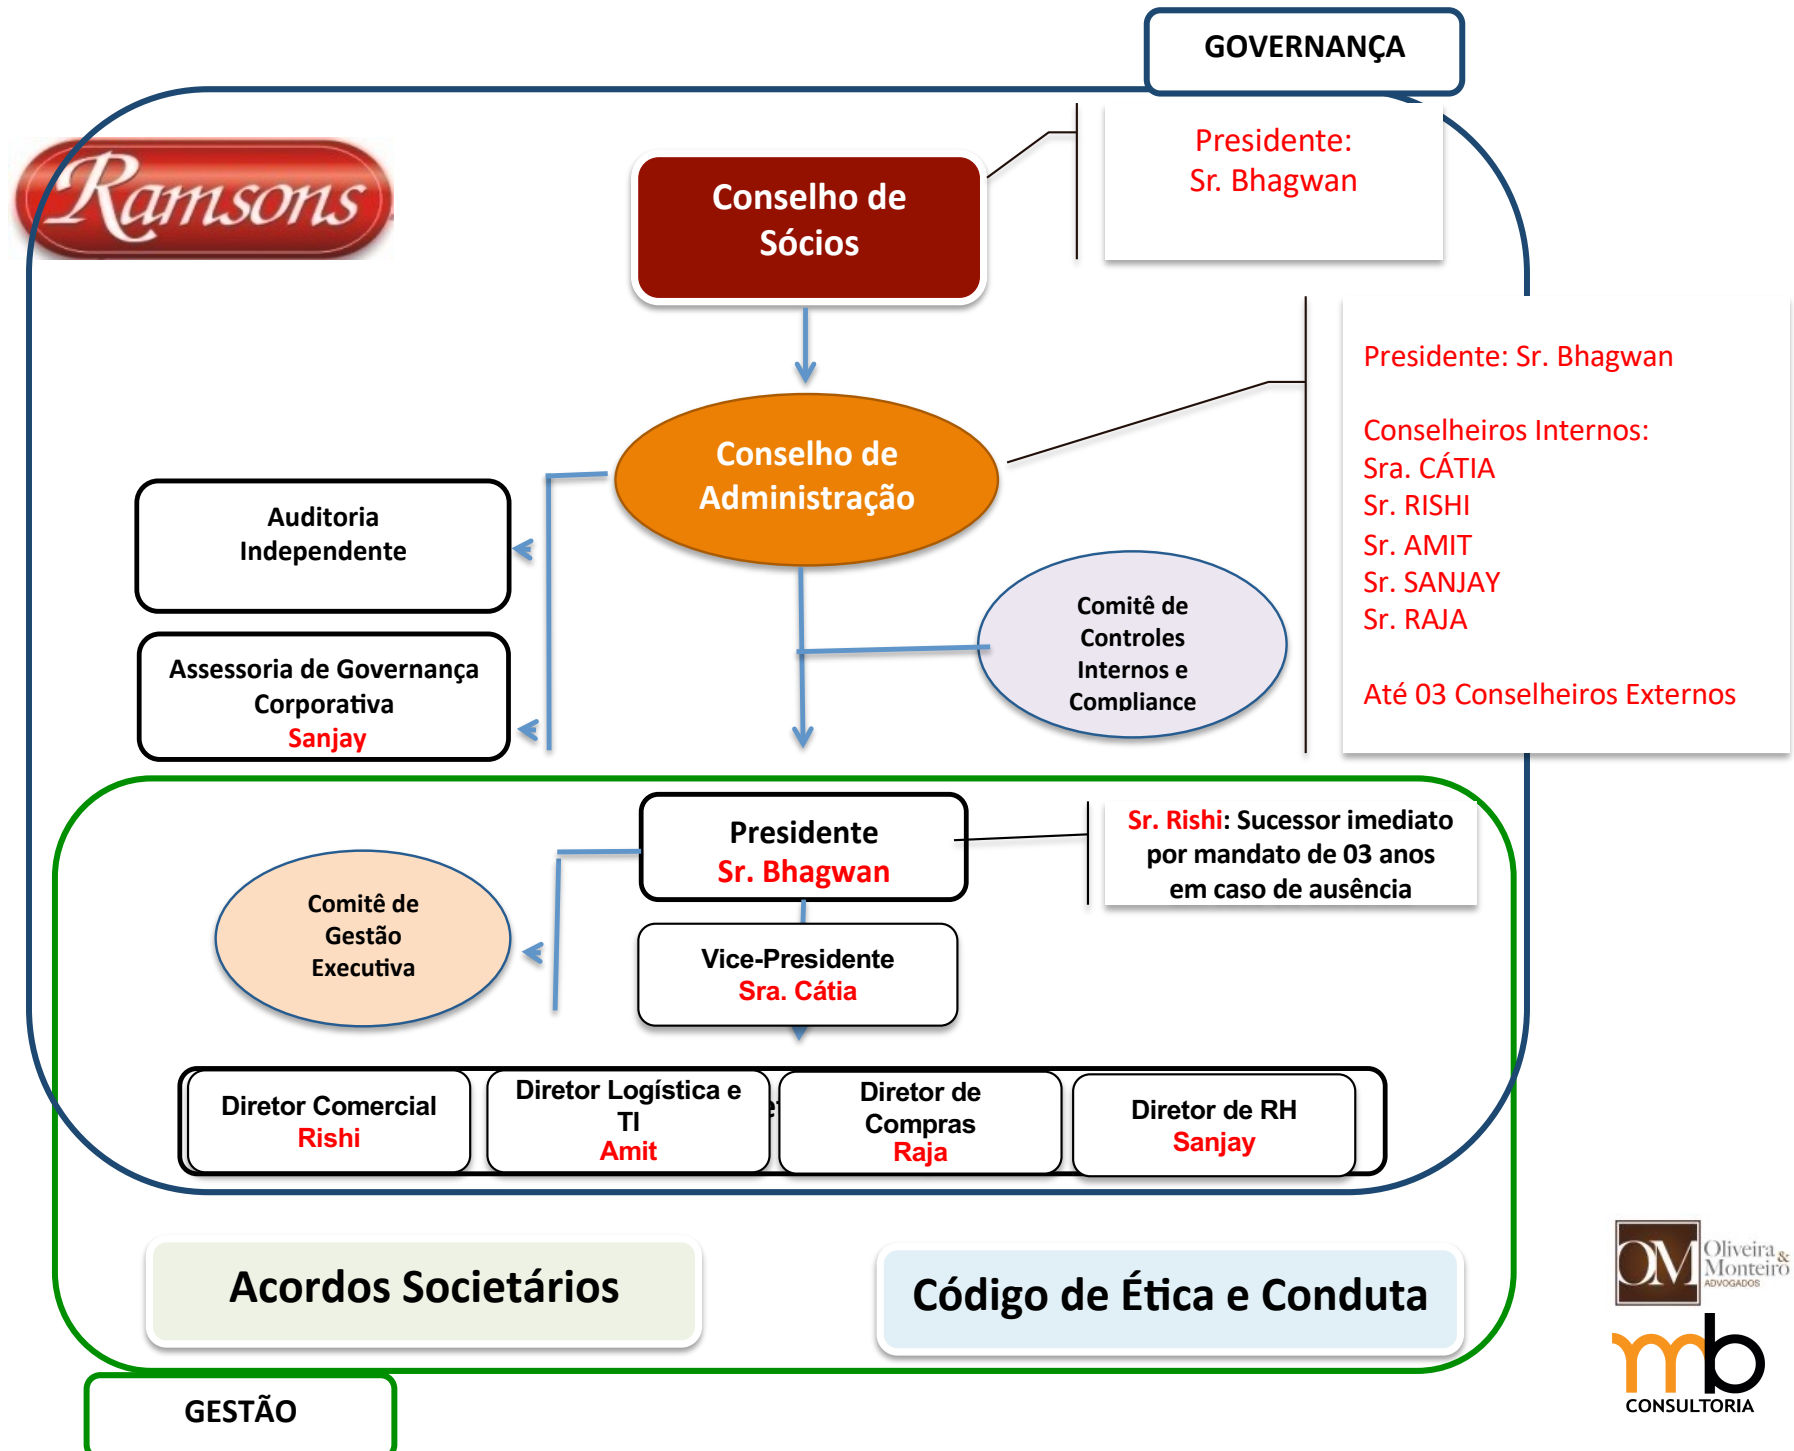 GOVERNANÇA
Ramsons
Conselho de
Sócios
Presidente:
Sr. Bhagwan
Presidente: Sr. Bhagwan
Conselheiros Internos:
Sra. CÁTIA
Sr. RISHI
Sr. AMIT
Sr. SANJAY
Sr. RAJA
Até 03 Conselheiros Externos
Conselho de
Administração
Auditoria
Independente
Assessoria de Governança
Corporativa
Sanjay
Comitê de
Controles
Internos e
Compliance
Presidente
Sr. Bhagwan
Sr. Rishi: Sucessor imediato
por mandato de 03 anos
em caso de ausência
Comitê de
Gestão
Executiva
Vice-Presidente
Sra. Cátia
Diretor Comercial
Rishi
Diretor Logística e
TI
Amit
Diretor de
Compras
Raja
Diretor de RH
Sanjay
Acordos Societários
Código de Ética e Conduta
GESTÃO
OM
Oliveira &
Monteiro
ADVOGADOS
mb
CONSULTORIA